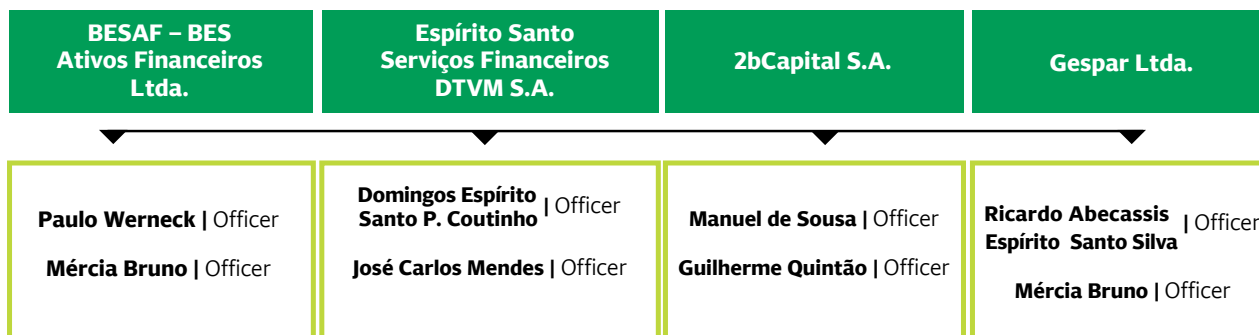 BESAF – BES
Ativos Financeiros
Ltda.
Espírito Santo
Serviços Financeiros
DTVM S.A.
2bCapital S.A.
Gespar Ltda.
Paulo Werneck | Officer
Mércia Bruno | Officer
Domingos Espírito
Santo P. Coutinho | Officer
José Carlos Mendes | Officer
Manuel de Sousa | Officer
Guilherme Quintão | Officer
Ricardo Abecassis
Espírito Santo Silva | Officer
Mércia Bruno | Officer